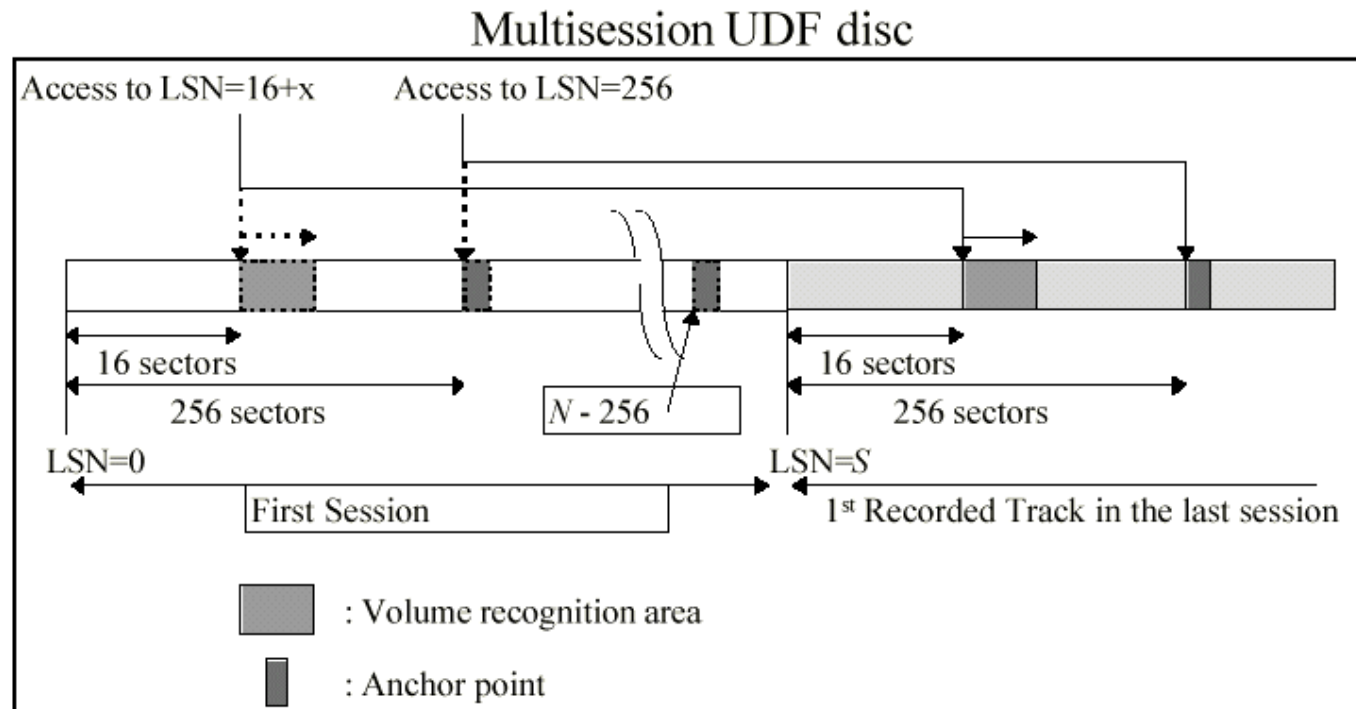 Multisession UDF disc
Access to LSN=16+x
Access to LSN=256
16 sectors
256 sectors
N - 256
16 sectors
256 sectors
LSN=0
LSN=S
First Session
1st Recorded Track in the last session
: Volume recognition area
: Anchor point